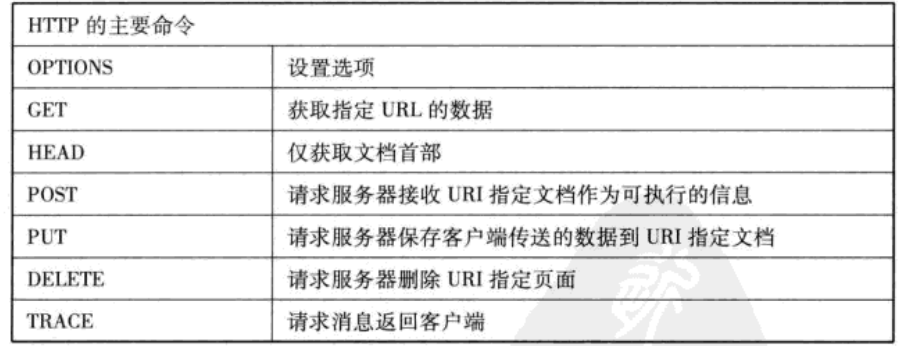 HTTP 的主要命令
OPTIONS 设置选项
GET 获取指定 URL 的数据
HEAD 仅获取文档首部
POST 请求服务器接收 URI 指定文档作为可执行的信息
PUT 请求服务器保存客户端传送的数据到 URI 指定文档
DELETE 请求服务器删除 URI 指定页面
TRACE 请求消息返回客户端